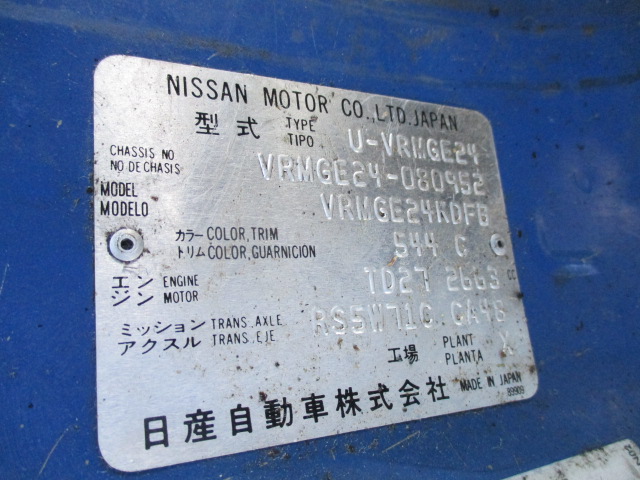 NISSAN MOTOR CO.,LTD.JAPAN
型式 TYPE TIPO U-VRMGE24
CHASSIS NO NO DE CHASIS VRMGE24-080952
MODEL MODELO VRMGE24KDFG
カラー COLOR,TRIM
トリム COLOR,GUARNICION 544 G
エンジン ENGINE MOTOR TD27 2663 CC
ミッション TRANS.AXLE
アクスル TRANS.EJE RS5W71C CA46
工場 PLANT PLANTA X
日産自動車株式会社 MADE IN JAPAN
89909